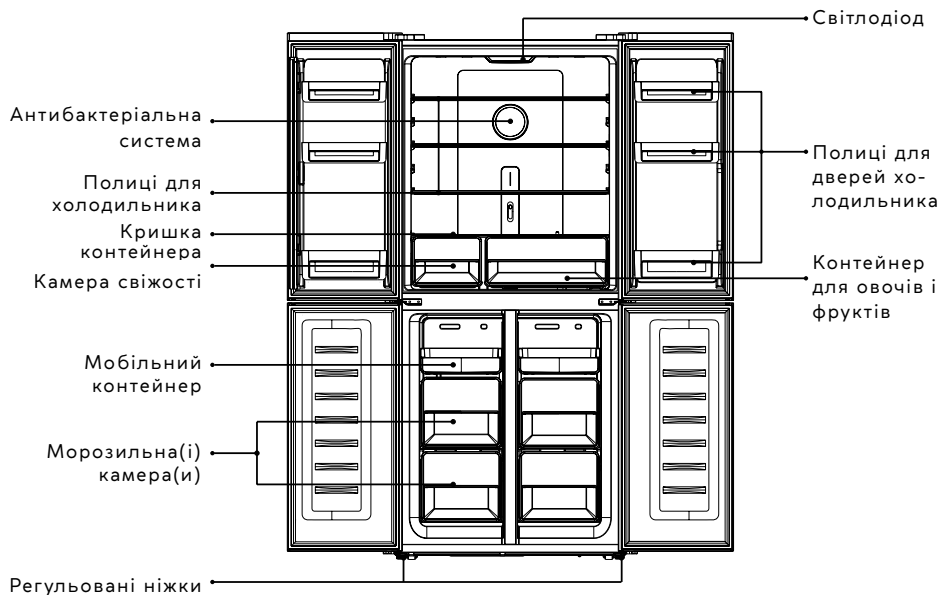 Світлодіод
Антибактеріальна
система
Полиці для
холодильника
Кришка
контейнера
Камера свіжості
Мобільний
контейнер
Морозильна(і)
камера(и)
Регульовані ніжки
Полиці для
дверей хо-
лодильника
Контейнер
для овочів і
фруктів